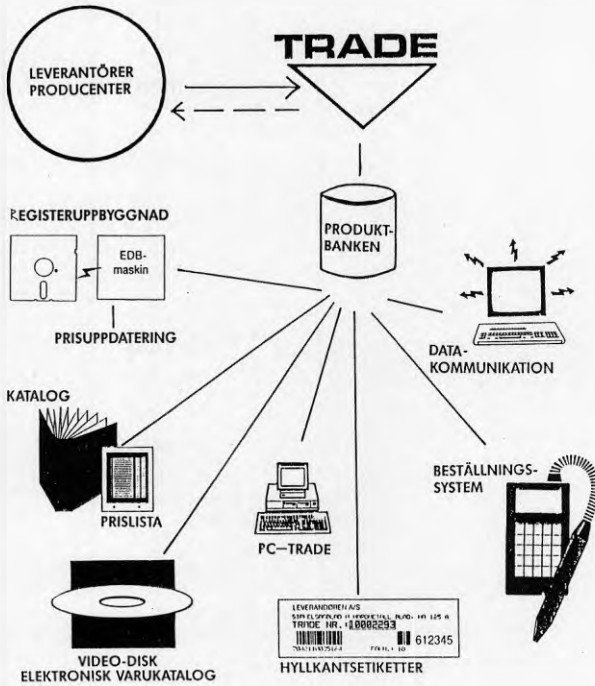 TRADE
LEVERANTÖRER
PRODUCENTER
PRODUKT-
BANKEN
REGISTERUPPBYGGNAD
EDB-
maskin
PRISUPPDATERING
DATA-
KOMMUNIKATION
KATALOG
PRISLISTA
PC-TRADE
BESTÄLLNINGS-
SYSTEM
VIDEO-DISK
ELEKTRONISK VARUKATALOG
LEVERANDØREN A/S
TRADE NR. 10002293
612345
HYLLKANTSETIKETTER